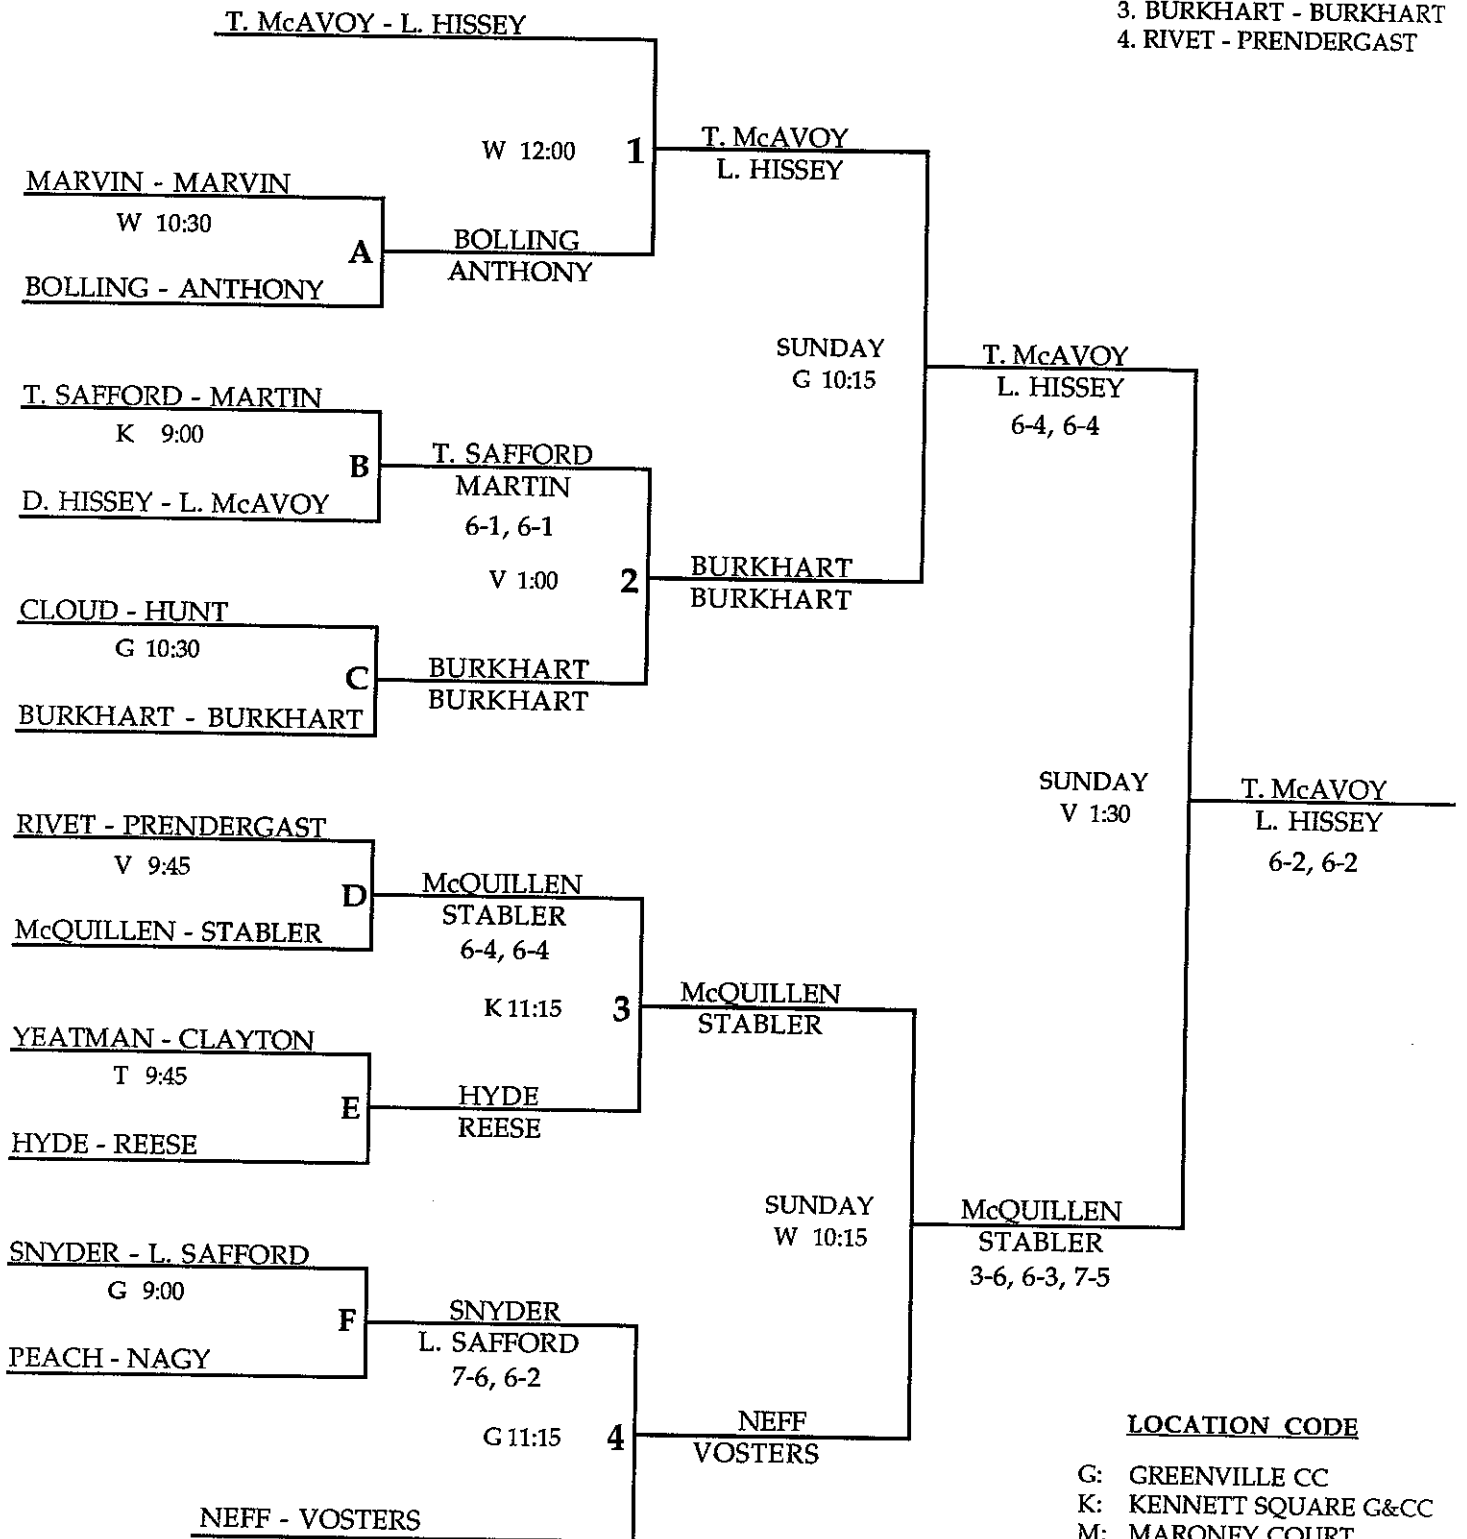 3. BURKHART - BURKHART
4. RIVET - PRENDERGAST
T. McAVOY - L. HISSEY
W 12:00
1
T. McAVOY
L. HISSEY
MARVIN - MARVIN
W 10:30
A
BOLLING
ANTHONY
BOLLING - ANTHONY
SUNDAY
G 10:15
T. McAVOY
L. HISSEY
6-4, 6-4
T. SAFFORD - MARTIN
K 9:00
B
T. SAFFORD
MARTIN
6-1, 6-1
D. HISSEY - L. McAVOY
V 1:00
2
BURKHART
BURKHART
CLOUD - HUNT
G 10:30
C
BURKHART
BURKHART
BURKHART - BURKHART
SUNDAY
V 1:30
T. McAVOY
L. HISSEY
6-2, 6-2
RIVET - PRENDERGAST
V 9:45
D
McQUILLEN
STABLER
6-4, 6-4
McQUILLEN - STABLER
K 11:15
3
McQUILLEN
STABLER
YEATMAN - CLAYTON
T 9:45
E
HYDE
REESE
HYDE - REESE
SUNDAY
W 10:15
McQUILLEN
STABLER
3-6, 6-3, 7-5
SNYDER - L. SAFFORD
G 9:00
F
SNYDER
L. SAFFORD
7-6, 6-2
PEACH - NAGY
G 11:15
4
NEFF
VOSTERS
NEFF - VOSTERS
LOCATION CODE
G: GREENVILLE CC
K: KENNETT SQUARE G&CC
M: MARONEY COURT